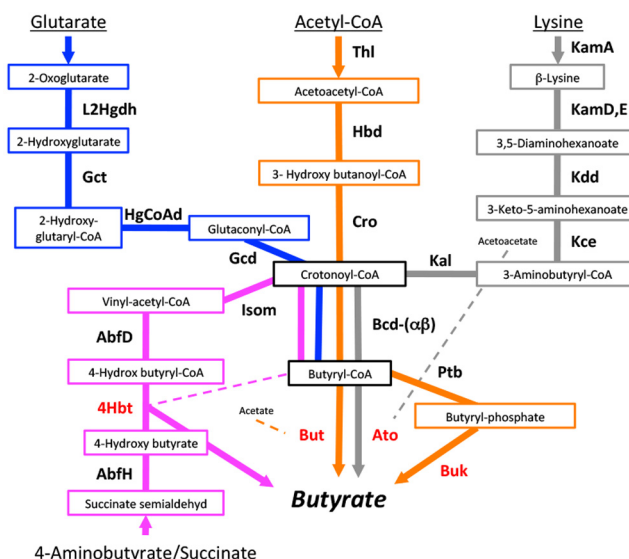 Glutarate
Acetyl-CoA
Lysine
Thl
KamA
2-Oxoglutarate
Acetoacetyl-CoA
β-Lysine
L2Hgdh
Hbd
KamD,E
2-Hydroxyglutarate
3,5-Diaminohexanoate
Gct
3- Hydroxy butanoyl-CoA
Kdd
2-Hydroxy-
glutaryl-CoA
HgCoAd
Glutaconyl-CoA
Cro
3-Keto-5-aminohexanoate
Acetoacetate
Kce
Gcd
Crotonoyl-CoA
Kal
3-Aminobutyryl-CoA
Vinyl-acetyl-CoA
Isom
Bcd-(αβ)
AbfD
4-Hydrox butyryl-CoA
Butyryl-CoA
Ptb
4Hbt
Acetate
But
Ato
Butyryl-phosphate
4-Hydroxy butyrate
AbfH
Buk
Succinate semialdehyd
Butyrate
4-Aminobutyrate/Succinate